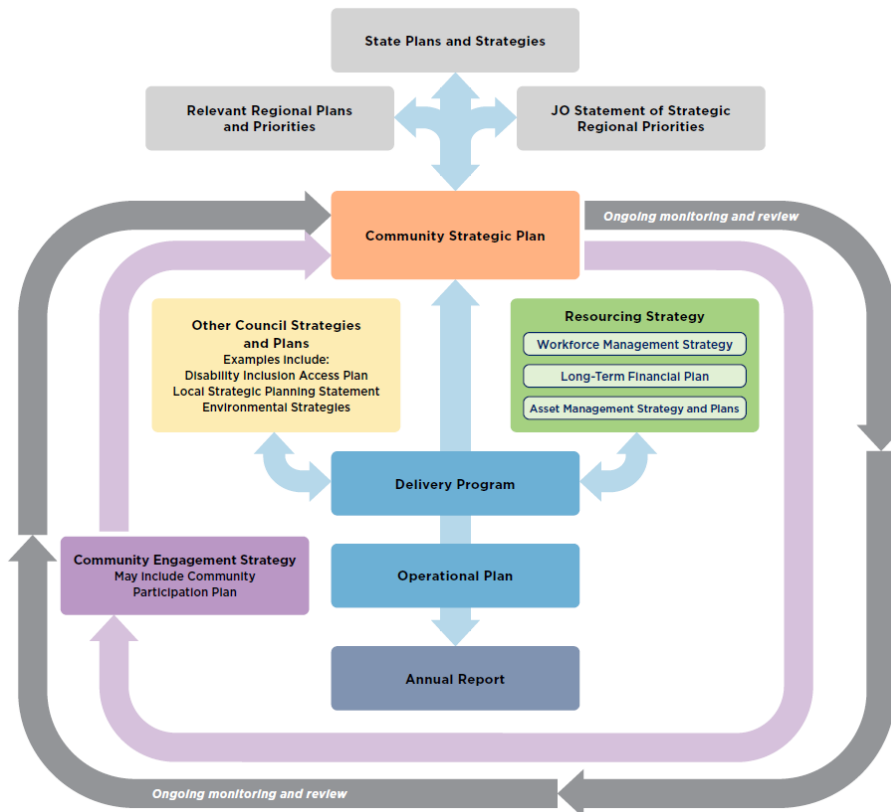 State Plans and Strategies
Relevant Regional Plans
and Priorities
JO Statement of Strategic
Regional Priorities
Community Strategic Plan
Ongoing monitoring and review
Other Council Strategies
and Plans
Examples include:
Disability Inclusion Access Plan
Local Strategic Planning Statement
Environmental Strategies
Resourcing Strategy
Workforce Management Strategy
Long-Term Financial Plan
Asset Management Strategy and Plans
Delivery Program
Community Engagement Strategy
May include Community
Participation Plan
Operational Plan
Annual Report
Ongoing monitoring and review